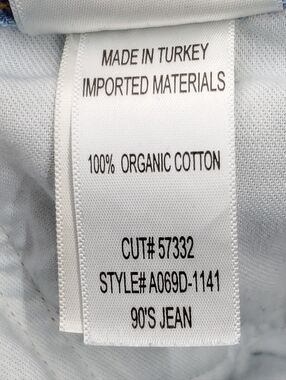 MADE IN TURKEY
IMPORTED MATERIALS
100% ORGANIC COTTON
CUT# 57332
STYLE# A069D-1141
90'S JEAN